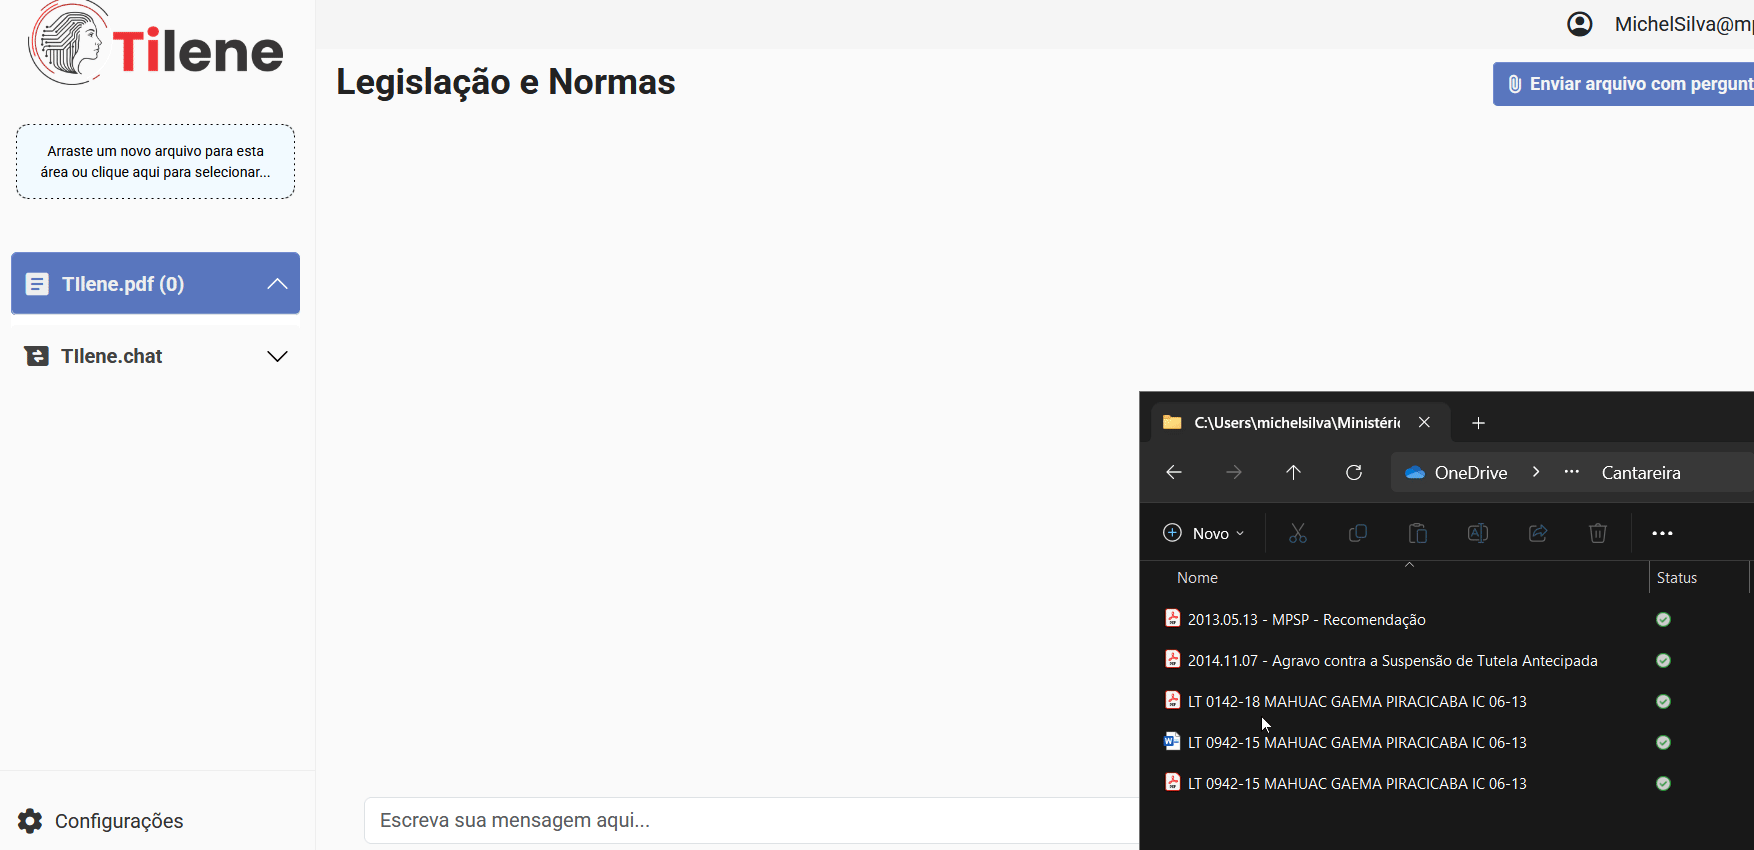 Tilene
MichelSilva@mp
Legislação e Normas
Enviar arquivo com pergunt
Arraste um novo arquivo para esta
área ou clique aqui para selecionar...
TIlene.pdf (0)
TIlene.chat
Configurações
Escreva sua mensagem aqui...
C:\Users\michelsilva\Ministéri
OneDrive > ... Cantareira
Novo
Nome
Status
2013.05.13 - MPSP - Recomendação
2014.11.07 - Agravo contra a Suspensão de Tutela Antecipada
LT 0142-18 MAHUAC GAEMA PIRACICABA IC 06-13
LT 0942-15 MAHUAC GAEMA PIRACICABA IC 06-13
LT 0942-15 MAHUAC GAEMA PIRACICABA IC 06-13